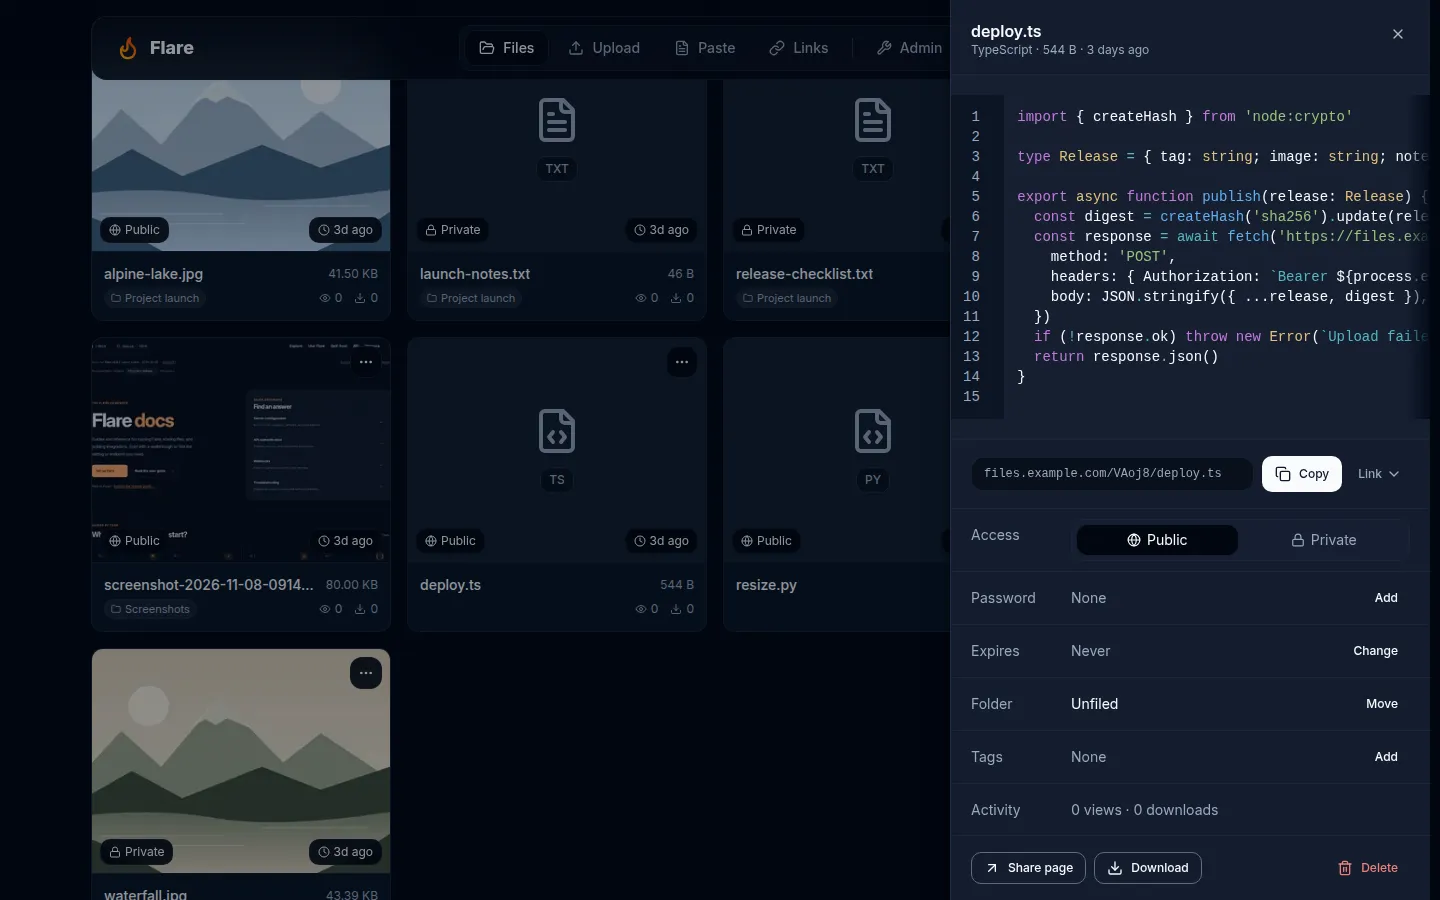 Flare
Files
Upload
Paste
Links
Admin
Public
3d ago
alpine-lake.jpg
41.50 KB
Project launch
0
0
TXT
Private
3d ago
launch-notes.txt
46 B
Project launch
0
0
TXT
Private
release-checklist.txt
Project launch
Flare docs
Find an answer
start?
Public
3d ago
screenshot-2026-11-08-0914...
80.00 KB
Screenshots
0
0
TS
Public
3d ago
deploy.ts
544 B
0
0
PY
Public
resize.py
Private
3d ago
waterfall.jpg
43.39 KB
deploy.ts
TypeScript · 544 B · 3 days ago
1 import { createHash } from 'node:crypto'
2
3 type Release = { tag: string; image: string; note
4
5 export async function publish(release: Release) {
6 const digest = createHash('sha256').update(rele
7 const response = await fetch('https://files.exa
8 method: 'POST',
9 headers: { Authorization: `Bearer ${process.e
10 body: JSON.stringify({ ...release, digest }),
11 })
12 if (!response.ok) throw new Error(`Upload faile
13 return response.json()
14 }
15
files.example.com/VAoj8/deploy.ts
Copy
Link
Access
Public
Private
Password
None
Add
Expires
Never
Change
Folder
Unfiled
Move
Tags
None
Add
Activity
0 views · 0 downloads
Share page
Download
Delete